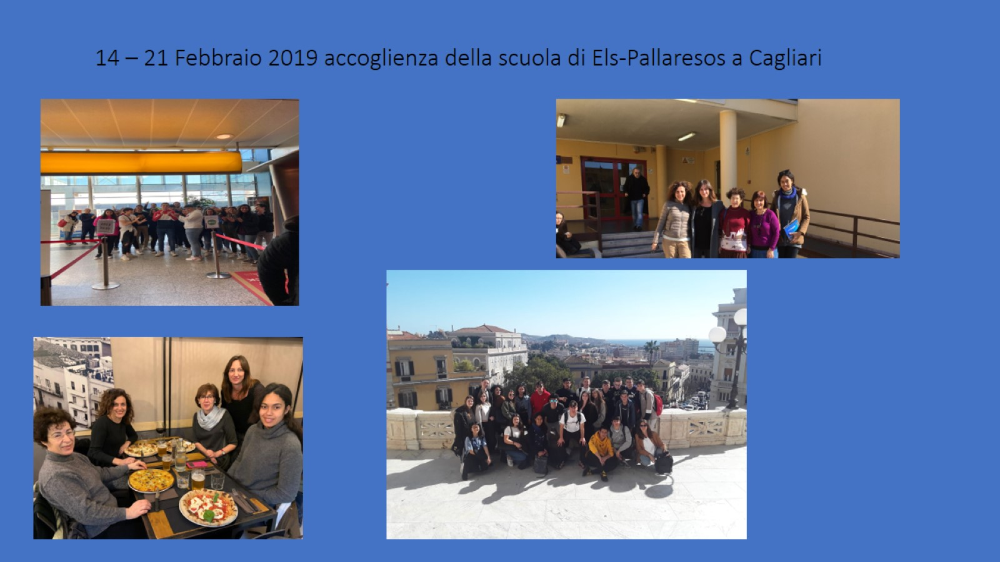 14 – 21 Febbraio 2019 accoglienza della scuola di Els-Pallaresos a Cagliari